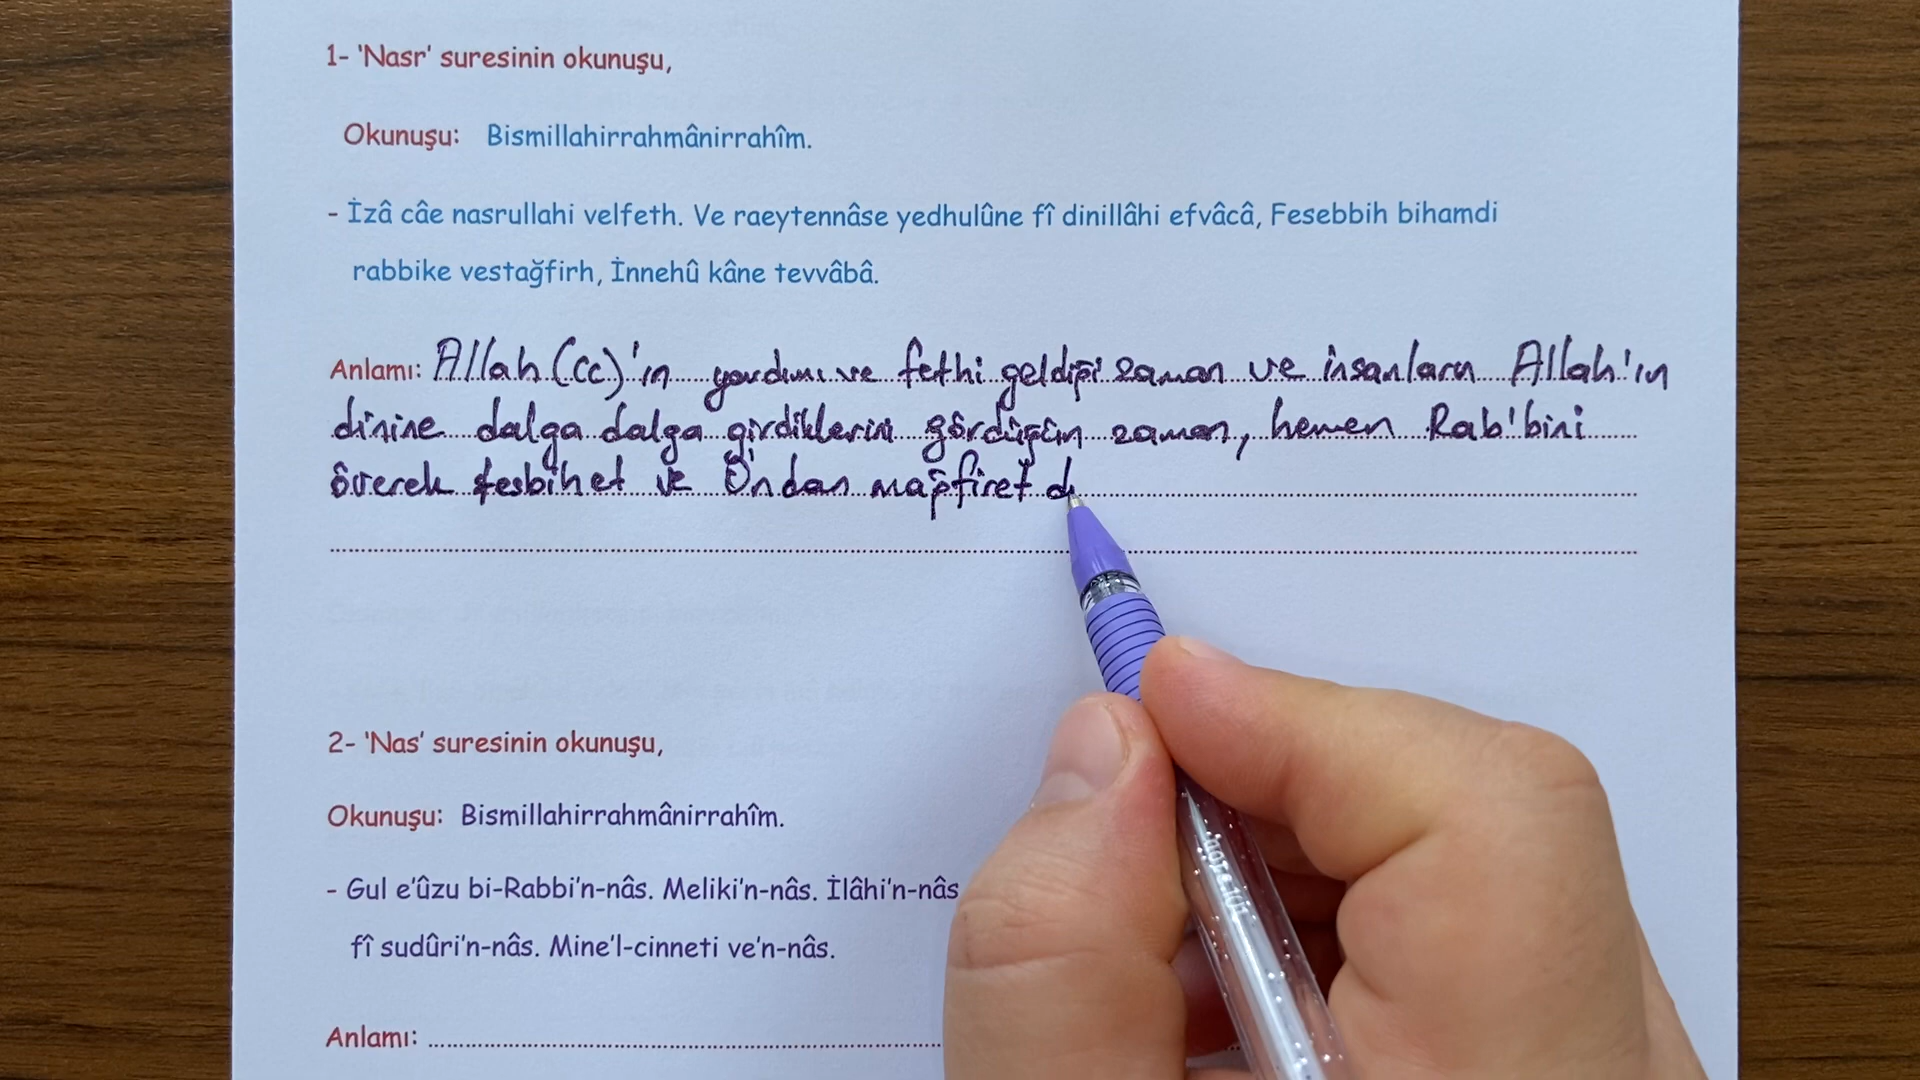 1- ‘Nasr’ suresinin okunuşu,
Okunuşu: Bismillahirrahmânirrahîm.
- İzâ câe nasrullahi velfeth. Ve raeytennâse yedhulûne fî dinillâhi efvâcâ, Fesebbih bihamdi
rabbike vestağfirh, İnnehû kâne tevvâbâ.
Anlamı: Allah (cc)'ın yardımı ve fethi geldiği zaman ve insanların Allah'ın
dinine dalga dalga girdiklerini gördüğün zaman, hemen Rab'bini
överek tesbih et ve Ondan mağfiret d
2- ‘Nas’ suresinin okunuşu,
Okunuşu: Bismillahirrahmânirrahîm.
- Gul e’ûzu bi-Rabbi’n-nâs. Meliki’n-nâs. İlâhi’n-nâs
fî sudûri’n-nâs. Mine’l-cinneti ve’n-nâs.
Anlamı: